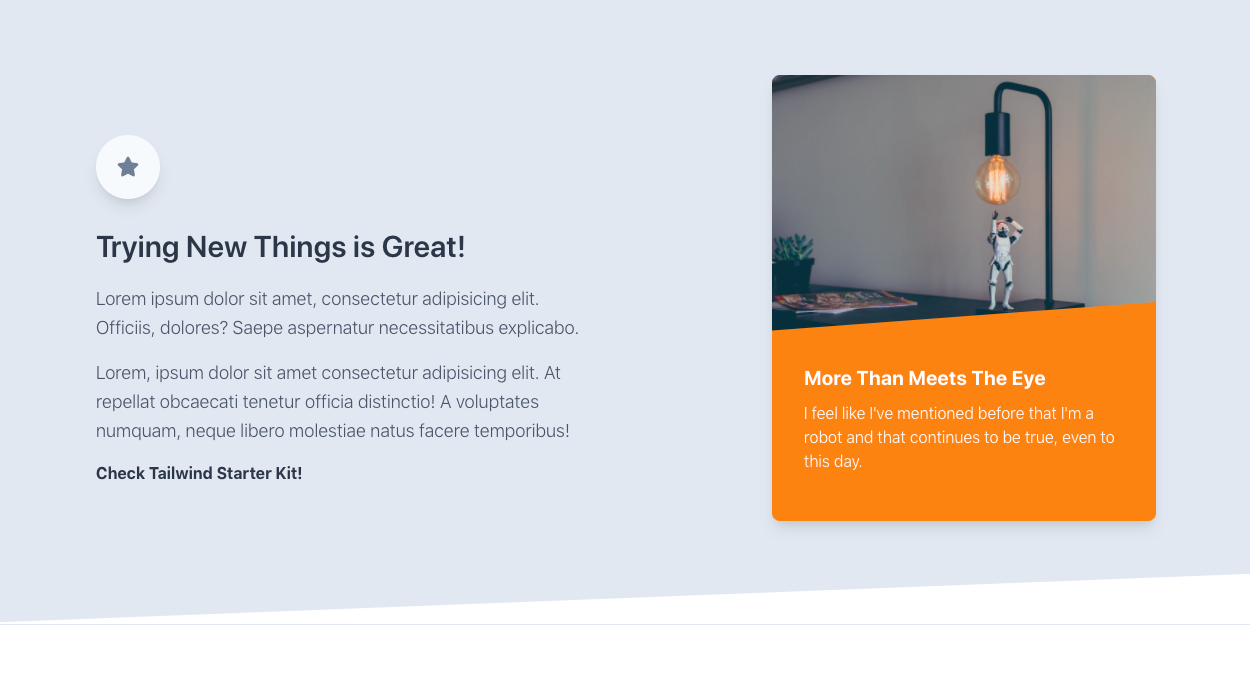 Trying New Things is Great!
Lorem ipsum dolor sit amet, consectetur adipisicing elit.
Officiis, dolores? Saepe aspernatur necessitatibus explicabo.
Lorem, ipsum dolor sit amet consectetur adipisicing elit. At
repellat obcaecati tenetur officia distinctio! A voluptates
numquam, neque libero molestiae natus facere temporibus!
Check Tailwind Starter Kit!
More Than Meets The Eye
I feel like I've mentioned before that I'm a
robot and that continues to be true, even to
this day.